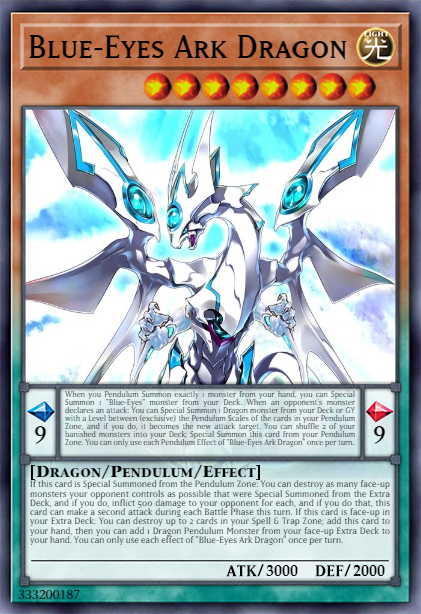 Blue-Eyes Ark Dragon
LIGHT
光
When you Pendulum Summon exactly 1 monster from your hand, you can Special
Summon 1 "Blue-Eyes" monster from your Deck. When an opponent's monster
declares an attack: You can Special Summon 1 Dragon monster from your Deck or GY
with a Level between (exclusive) the Pendulum Scales of the cards in your Pendulum
Zone, and if you do, it becomes the new attack target. You can shuffle 2 of your
banished monsters into your Deck; Special Summon this card from your Pendulum
Zone. You can only use each Pendulum Effect of "Blue-Eyes Ark Dragon" once per turn.
9
9
[Dragon/Pendulum/Effect]
If this card is Special Summoned from the Pendulum Zone: You can destroy as many face-up
monsters your opponent controls as possible that were Special Summoned from the Extra
Deck, and if you do, inflict 500 damage to your opponent for each, and if you do that, this
card can make a second attack during each Battle Phase this turn. If this card is face-up in
your Extra Deck: You can destroy up to 2 cards in your Spell & Trap Zone; add this card to
your hand, then you can add 1 Dragon Pendulum Monster from your face-up Extra Deck to
your hand. You can only use each effect of "Blue-Eyes Ark Dragon" once per turn.
ATK/3000 DEF/2000
333200187